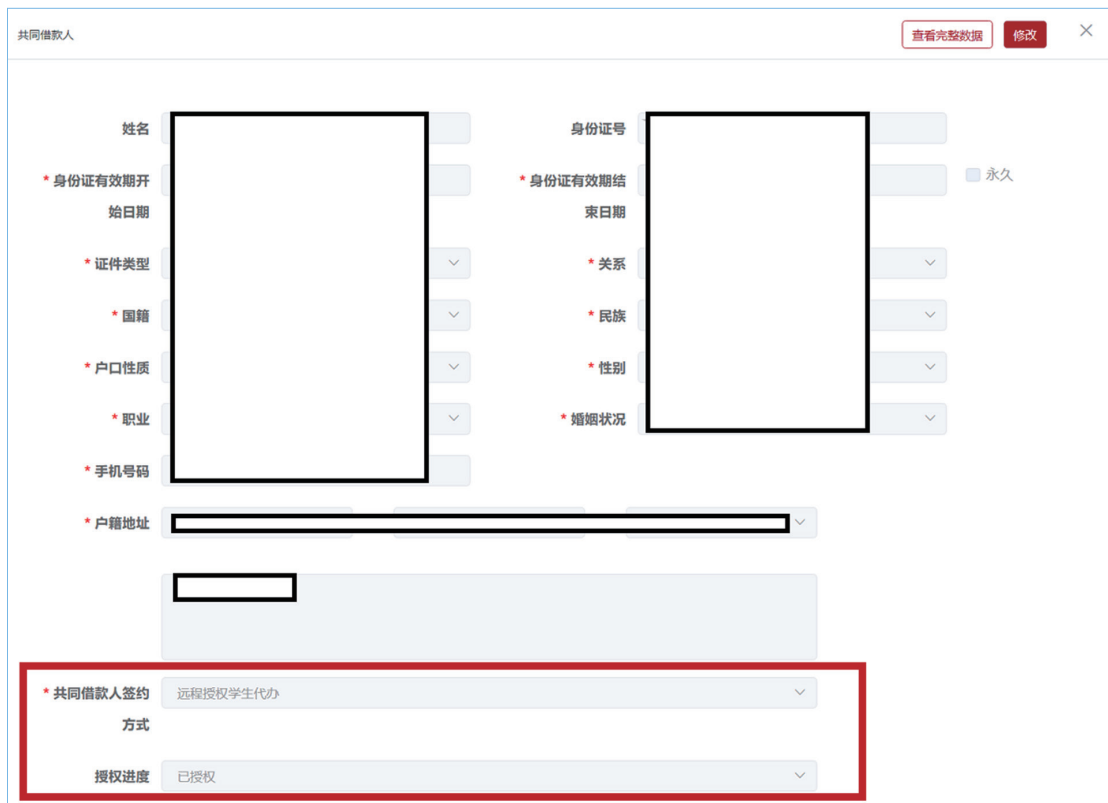 共同借款人 查看完整数据 修改
姓名 身份证号
* 身份证有效期开始日期 * 身份证有效期结束日期 永久
* 证件类型 * 关系
* 国籍 * 民族
* 户口性质 * 性别
* 职业 * 婚姻状况
* 手机号码
* 户籍地址
* 共同借款人签约方式 远程授权学生代办
授权进度 已授权